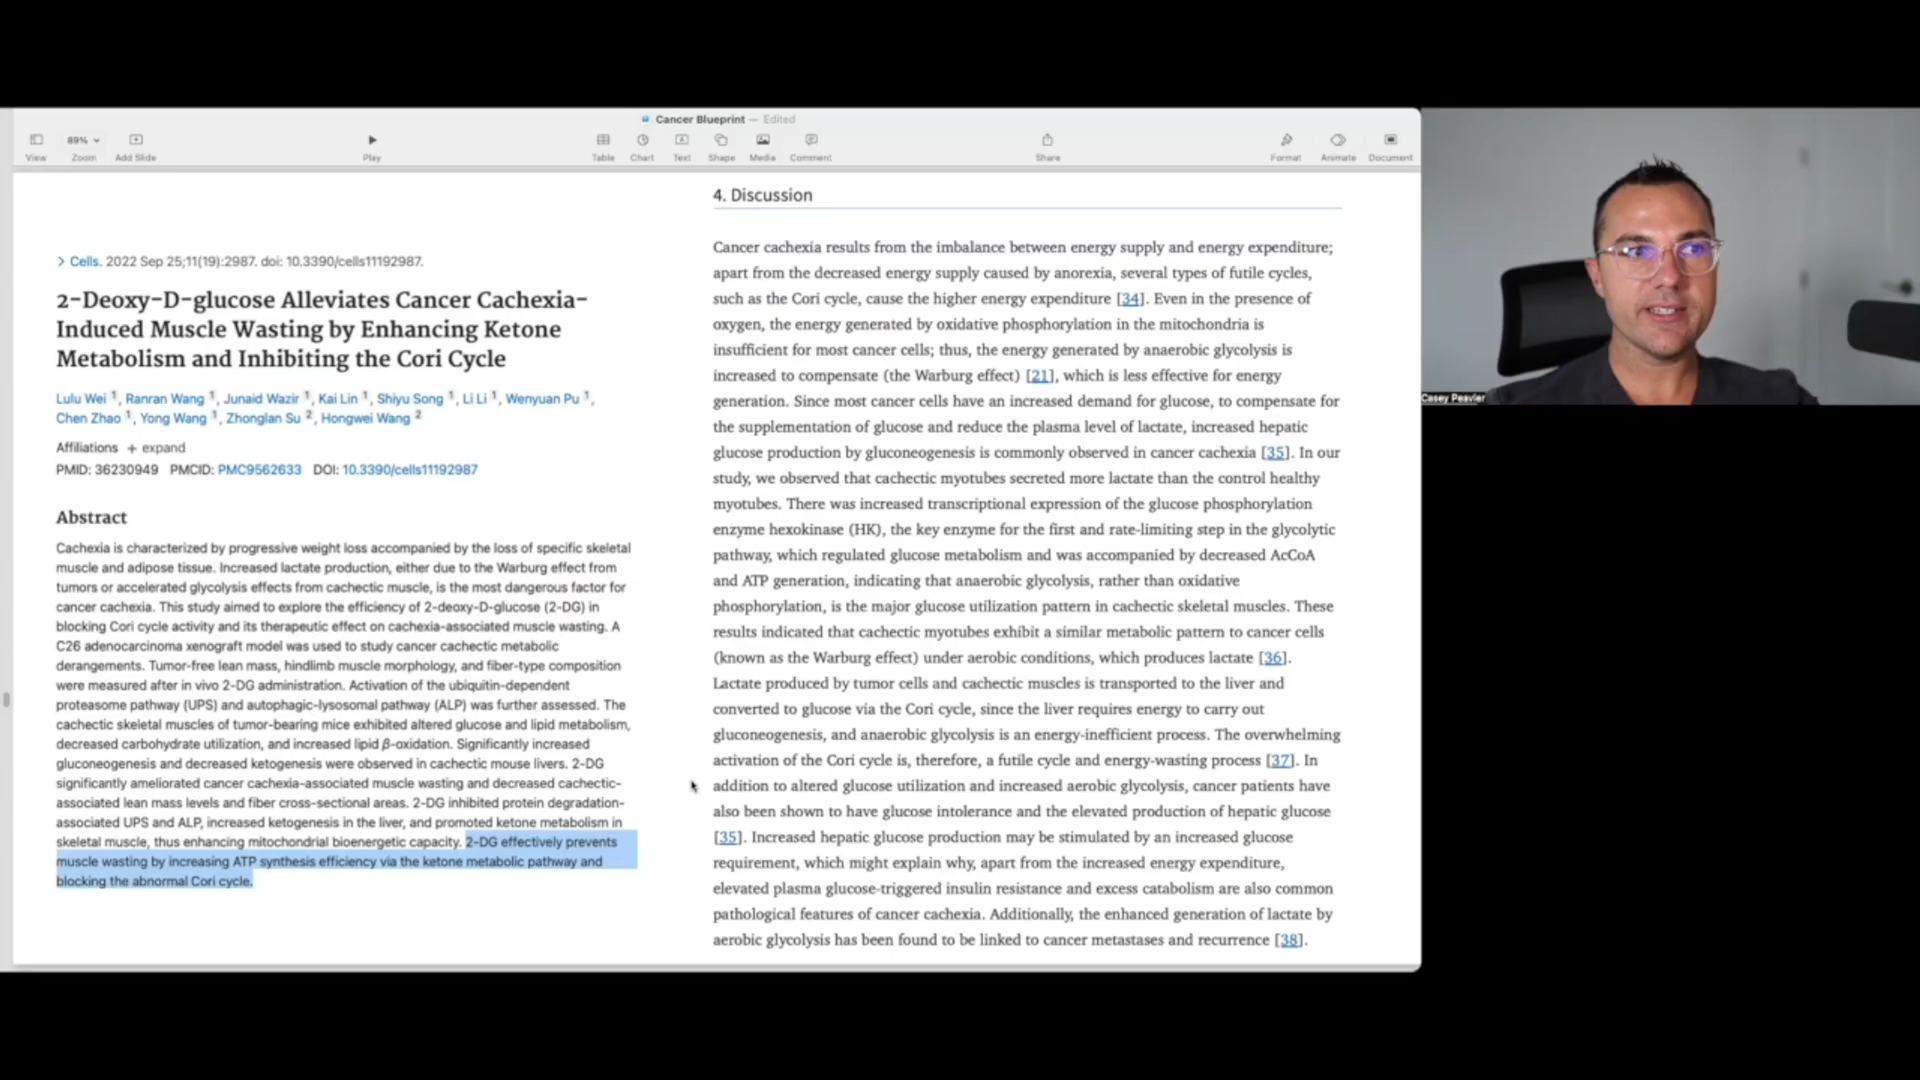 Cancer Blueprint — Edited
View
89%
Zoom
Add Slide
Play
Table
Chart
Text
Shape
Media
Comment
Share
Format
Animate
Document
> Cells. 2022 Sep 25;11(19):2987. doi: 10.3390/cells11192987.
2-Deoxy-D-glucose Alleviates Cancer Cachexia-
Induced Muscle Wasting by Enhancing Ketone
Metabolism and Inhibiting the Cori Cycle
Lulu Wei 1, Ranran Wang 1, Junaid Wazir 1, Kai Lin 1, Shiyu Song 1, Li Li 1, Wenyuan Pu 1,
Chen Zhao 1, Yong Wang 1, Zhonglan Su 2, Hongwei Wang 2
Affiliations + expand
PMID: 36230949 PMCID: PMC9562633 DOI: 10.3390/cells11192987
Abstract
Cachexia is characterized by progressive weight loss accompanied by the loss of specific skeletal
muscle and adipose tissue. Increased lactate production, either due to the Warburg effect from
tumors or accelerated glycolysis effects from cachectic muscle, is the most dangerous factor for
cancer cachexia. This study aimed to explore the efficiency of 2-deoxy-D-glucose (2-DG) in
blocking Cori cycle activity and its therapeutic effect on cachexia-associated muscle wasting. A
C26 adenocarcinoma xenograft model was used to study cancer cachectic metabolic
derangements. Tumor-free lean mass, hindlimb muscle morphology, and fiber-type composition
were measured after in vivo 2-DG administration. Activation of the ubiquitin-dependent
proteasome pathway (UPS) and autophagic-lysosomal pathway (ALP) was further assessed. The
cachectic skeletal muscles of tumor-bearing mice exhibited altered glucose and lipid metabolism,
decreased carbohydrate utilization, and increased lipid β-oxidation. Significantly increased
gluconeogenesis and decreased ketogenesis were observed in cachectic mouse livers. 2-DG
significantly ameliorated cancer cachexia-associated muscle wasting and decreased cachectic-
associated lean mass levels and fiber cross-sectional areas. 2-DG inhibited protein degradation-
associated UPS and ALP, increased ketogenesis in the liver, and promoted ketone metabolism in
skeletal muscle, thus enhancing mitochondrial bioenergetic capacity. 2-DG effectively prevents
muscle wasting by increasing ATP synthesis efficiency via the ketone metabolic pathway and
blocking the abnormal Cori cycle.
4. Discussion
Cancer cachexia results from the imbalance between energy supply and energy expenditure;
apart from the decreased energy supply caused by anorexia, several types of futile cycles,
such as the Cori cycle, cause the higher energy expenditure [34]. Even in the presence of
oxygen, the energy generated by oxidative phosphorylation in the mitochondria is
insufficient for most cancer cells; thus, the energy generated by anaerobic glycolysis is
increased to compensate (the Warburg effect) [21], which is less effective for energy
generation. Since most cancer cells have an increased demand for glucose, to compensate for
the supplementation of glucose and reduce the plasma level of lactate, increased hepatic
glucose production by gluconeogenesis is commonly observed in cancer cachexia [35]. In our
study, we observed that cachectic myotubes secreted more lactate than the control healthy
myotubes. There was increased transcriptional expression of the glucose phosphorylation
enzyme hexokinase (HK), the key enzyme for the first and rate-limiting step in the glycolytic
pathway, which regulated glucose metabolism and was accompanied by decreased AcCoA
and ATP generation, indicating that anaerobic glycolysis, rather than oxidative
phosphorylation, is the major glucose utilization pattern in cachectic skeletal muscles. These
results indicated that cachectic myotubes exhibit a similar metabolic pattern to cancer cells
(known as the Warburg effect) under aerobic conditions, which produces lactate [36].
Lactate produced by tumor cells and cachectic muscles is transported to the liver and
converted to glucose via the Cori cycle, since the liver requires energy to carry out
gluconeogenesis, and anaerobic glycolysis is an energy-inefficient process. The overwhelming
activation of the Cori cycle is, therefore, a futile cycle and energy-wasting process [37]. In
addition to altered glucose utilization and increased aerobic glycolysis, cancer patients have
also been shown to have glucose intolerance and the elevated production of hepatic glucose
[35]. Increased hepatic glucose production may be stimulated by an increased glucose
requirement, which might explain why, apart from the increased energy expenditure,
elevated plasma glucose-triggered insulin resistance and excess catabolism are also common
pathological features of cancer cachexia. Additionally, the enhanced generation of lactate by
aerobic glycolysis has been found to be linked to cancer metastases and recurrence [38].
Casey Peavler